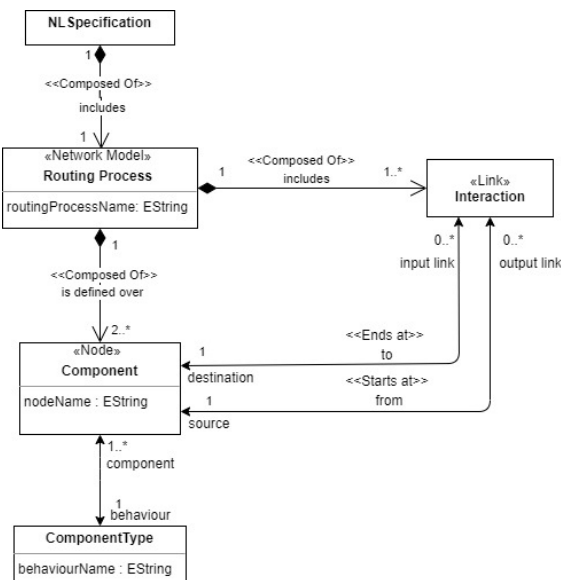 NLSpecification
1
<<Composed Of>>
includes
1
«Network Model»
Routing Process
routingProcessName: EString
1
<<Composed Of>>
includes
1..*
«Link»
Interaction
1
<<Composed Of>>
is defined over
2..*
0..*
input link
0..*
output link
«Node»
Component
nodeName : EString
<<Ends at>>
to
1
destination
<<Starts at>>
from
1
source
1..*
component
1
behaviour
ComponentType
behaviourName : EString